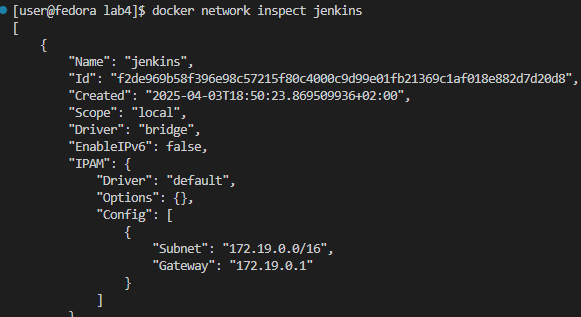 [user@fedora lab4]$ docker network inspect jenkins
[
    {
        "Name": "jenkins",
        "Id": "f2de969b58f396e98c57215f80c4000c9d99e01fb21369c1af018e882d7d20d8",
        "Created": "2025-04-03T18:50:23.869509936+02:00",
        "Scope": "local",
        "Driver": "bridge",
        "EnableIPv6": false,
        "IPAM": {
            "Driver": "default",
            "Options": {},
            "Config": [
                {
                    "Subnet": "172.19.0.0/16",
                    "Gateway": "172.19.0.1"
                }
            ]
        }